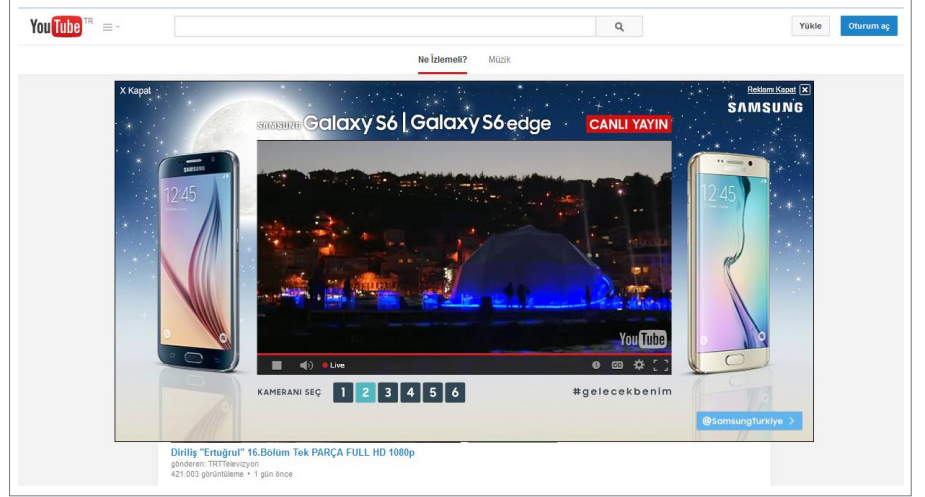 YouTube TR
Yükle
Oturum aç
Ne İzlemeli?
Müzik
X Kapat
Reklamı Kapat X
SAMSUNG
SAMSUNG Galaxy S6 | Galaxy S6 edge
CANLI YAYIN
SAMSUNG
12:45
12:45
YouTube
Live
CC
KAMERANI SEÇ 1 2 3 4 5 6
#gelecekbenim
@SamsungTurkiye >
Diriliş "Ertuğrul" 16.Bölüm Tek PARÇA FULL HD 1080p
gönderen: TRTTelevizyon
421.003 görüntüleme • 1 gün önce